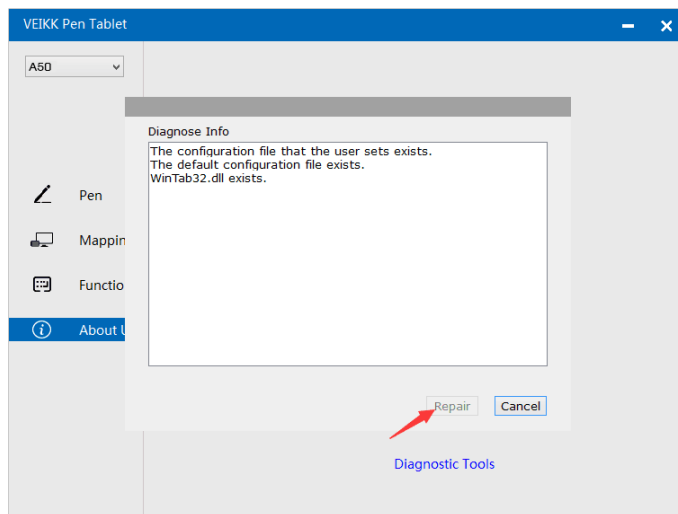 VEIKK Pen Tablet
A50
Diagnose Info
The configuration file that the user sets exists.
The default configuration file exists.
WinTab32.dll exists.
Pen
Mappin
Functio
About U
Repair
Cancel
Diagnostic Tools